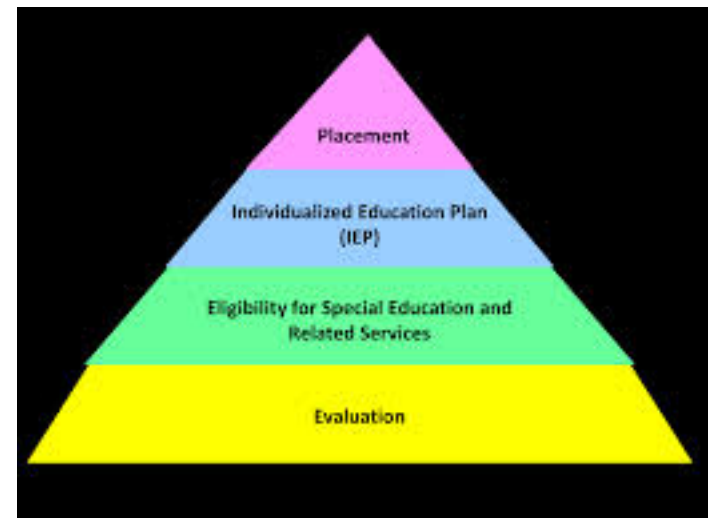 Placement
Individualized Education Plan
(IEP)
Eligibility for Special Education and
Related Services
Evaluation